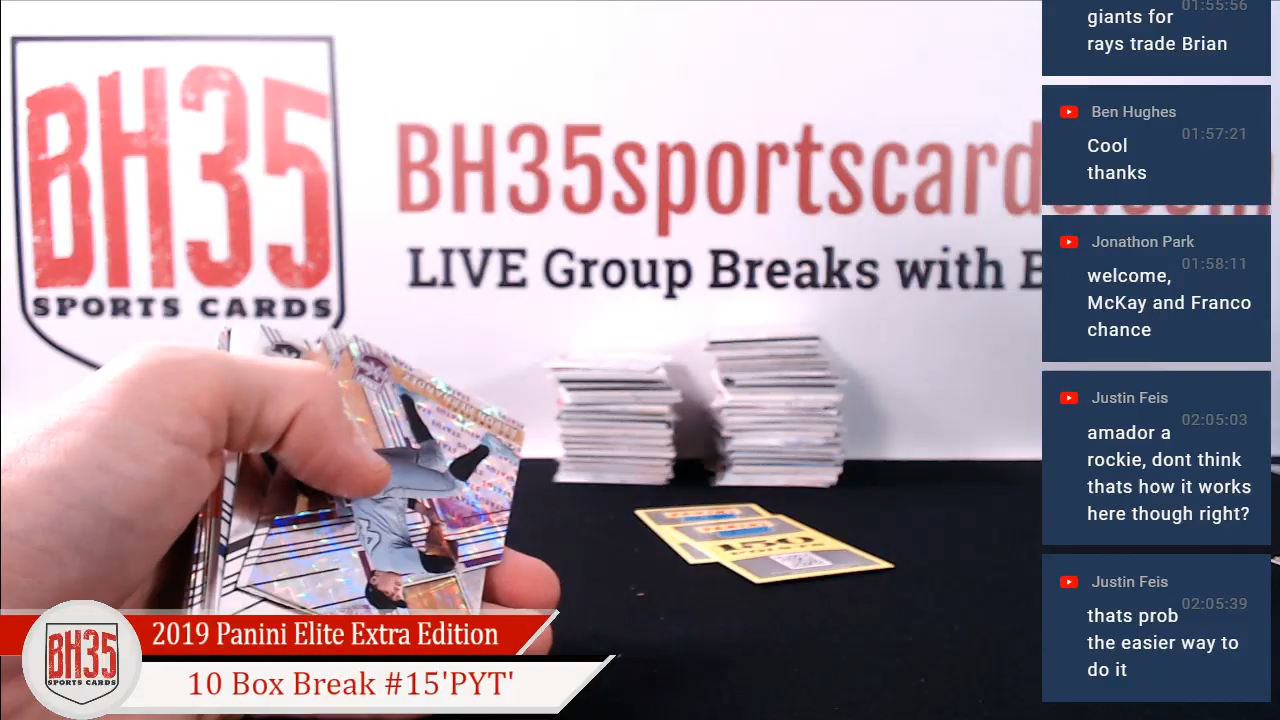 BH35
SPORTS CARDS
BH35sportscards.com
LIVE Group Breaks with B
150
2019 Panini Elite Extra Edition
10 Box Break #15'PYT'
BH35
SPORTS CARDS
01:55:56
giants for
rays trade Brian
Ben Hughes
01:57:21
Cool
thanks
Jonathon Park
01:58:11
welcome,
McKay and Franco
chance
Justin Feis
02:05:03
amador a
rockie, dont think
thats how it works
here though right?
Justin Feis
02:05:39
thats prob
the easier way to
do it